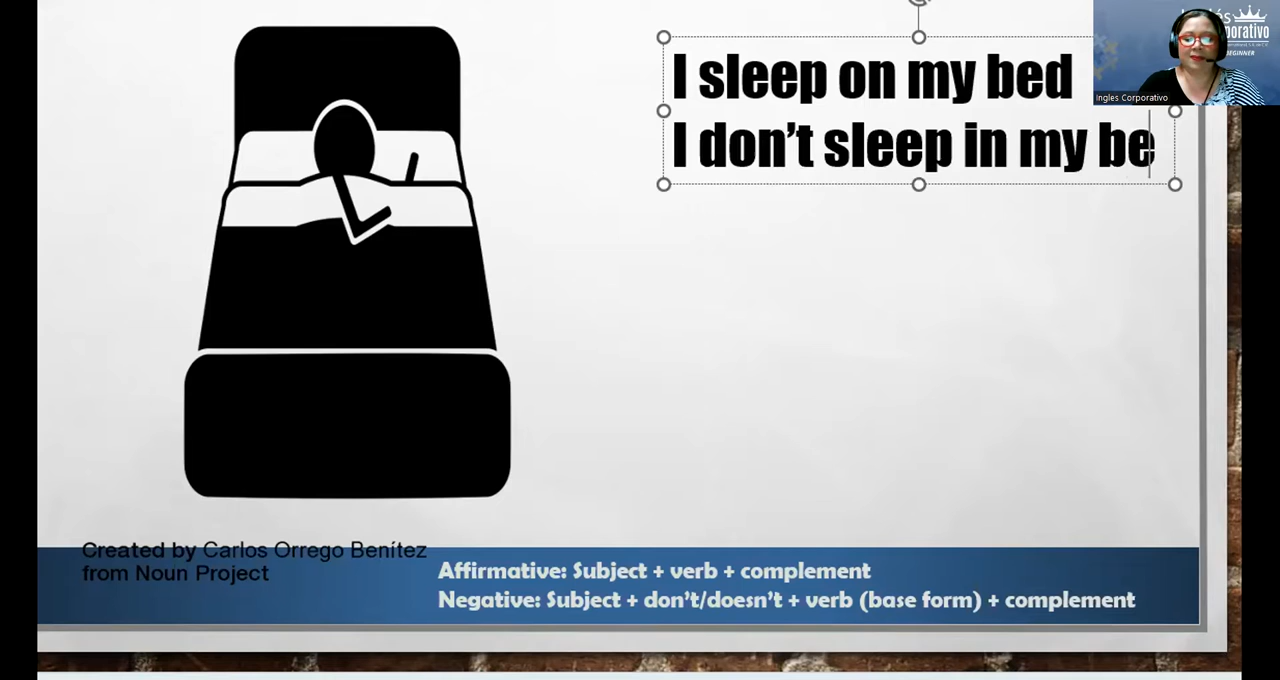 I sleep on my bed
I don't sleep in my be
Ingles Corporativo
BEGINNER
Created by Carlos Orrego Benítez
from Noun Project
Affirmative: Subject + verb + complement
Negative: Subject + don't/doesn't + verb (base form) + complement